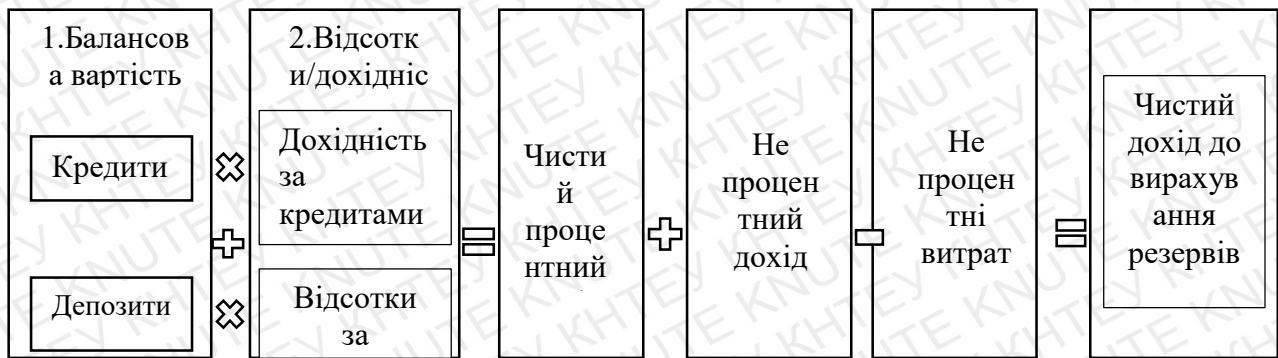 1.Балансов
а вартість
Кредити
Депозити
2.Відсотк
и/дохідніс
Дохідність
за
кредитами
Відсотки
за
Чисти
й
проце
нтний
Не
процен
тний
дохід
Не
процен
тні
витрат
Чистий
дохід до
вирахув
ання
резервів